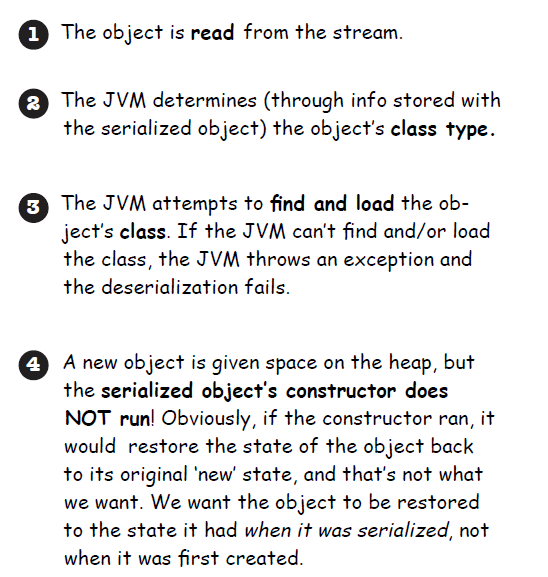 1 The object is read from the stream.
2 The JVM determines (through info stored with
the serialized object) the object's class type.
3 The JVM attempts to find and load the ob-
ject's class. If the JVM can't find and/or load
the class, the JVM throws an exception and
the deserialization fails.
4 A new object is given space on the heap, but
the serialized object's constructor does
NOT run! Obviously, if the constructor ran, it
would restore the state of the object back
to its original 'new' state, and that's not what
we want. We want the object to be restored
to the state it had when it was serialized, not
when it was first created.